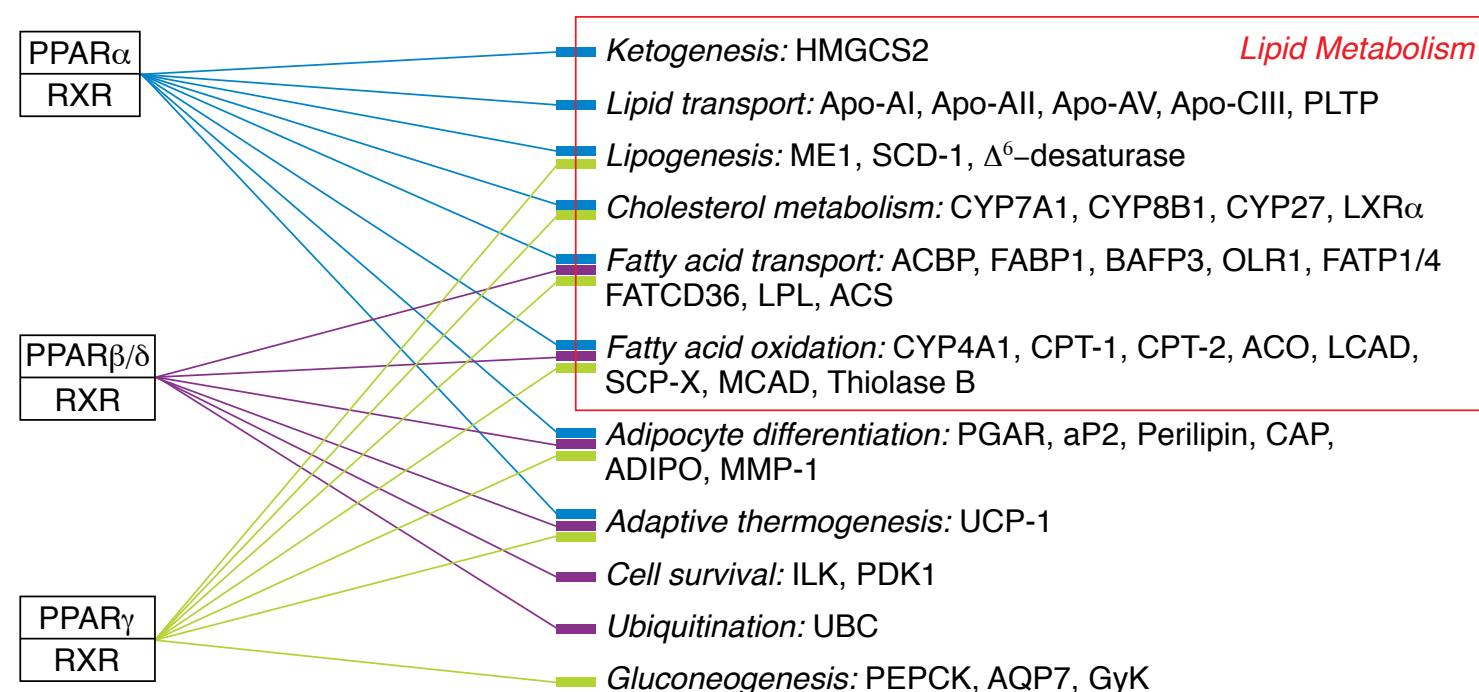 PPARα
RXR
PPARβ/δ
RXR
PPARγ
RXR
Lipid Metabolism
Ketogenesis: HMGCS2
Lipid transport: Apo-AI, Apo-AII, Apo-AV, Apo-CIII, PLTP
Lipogenesis: ME1, SCD-1, Δ⁶–desaturase
Cholesterol metabolism: CYP7A1, CYP8B1, CYP27, LXRα
Fatty acid transport: ACBP, FABP1, BAFP3, OLR1, FATP1/4
FATCD36, LPL, ACS
Fatty acid oxidation: CYP4A1, CPT-1, CPT-2, ACO, LCAD,
SCP-X, MCAD, Thiolase B
Adipocyte differentiation: PGAR, aP2, Perilipin, CAP,
ADIPO, MMP-1
Adaptive thermogenesis: UCP-1
Cell survival: ILK, PDK1
Ubiquitination: UBC
Gluconeogenesis: PEPCK, AQP7, GyK